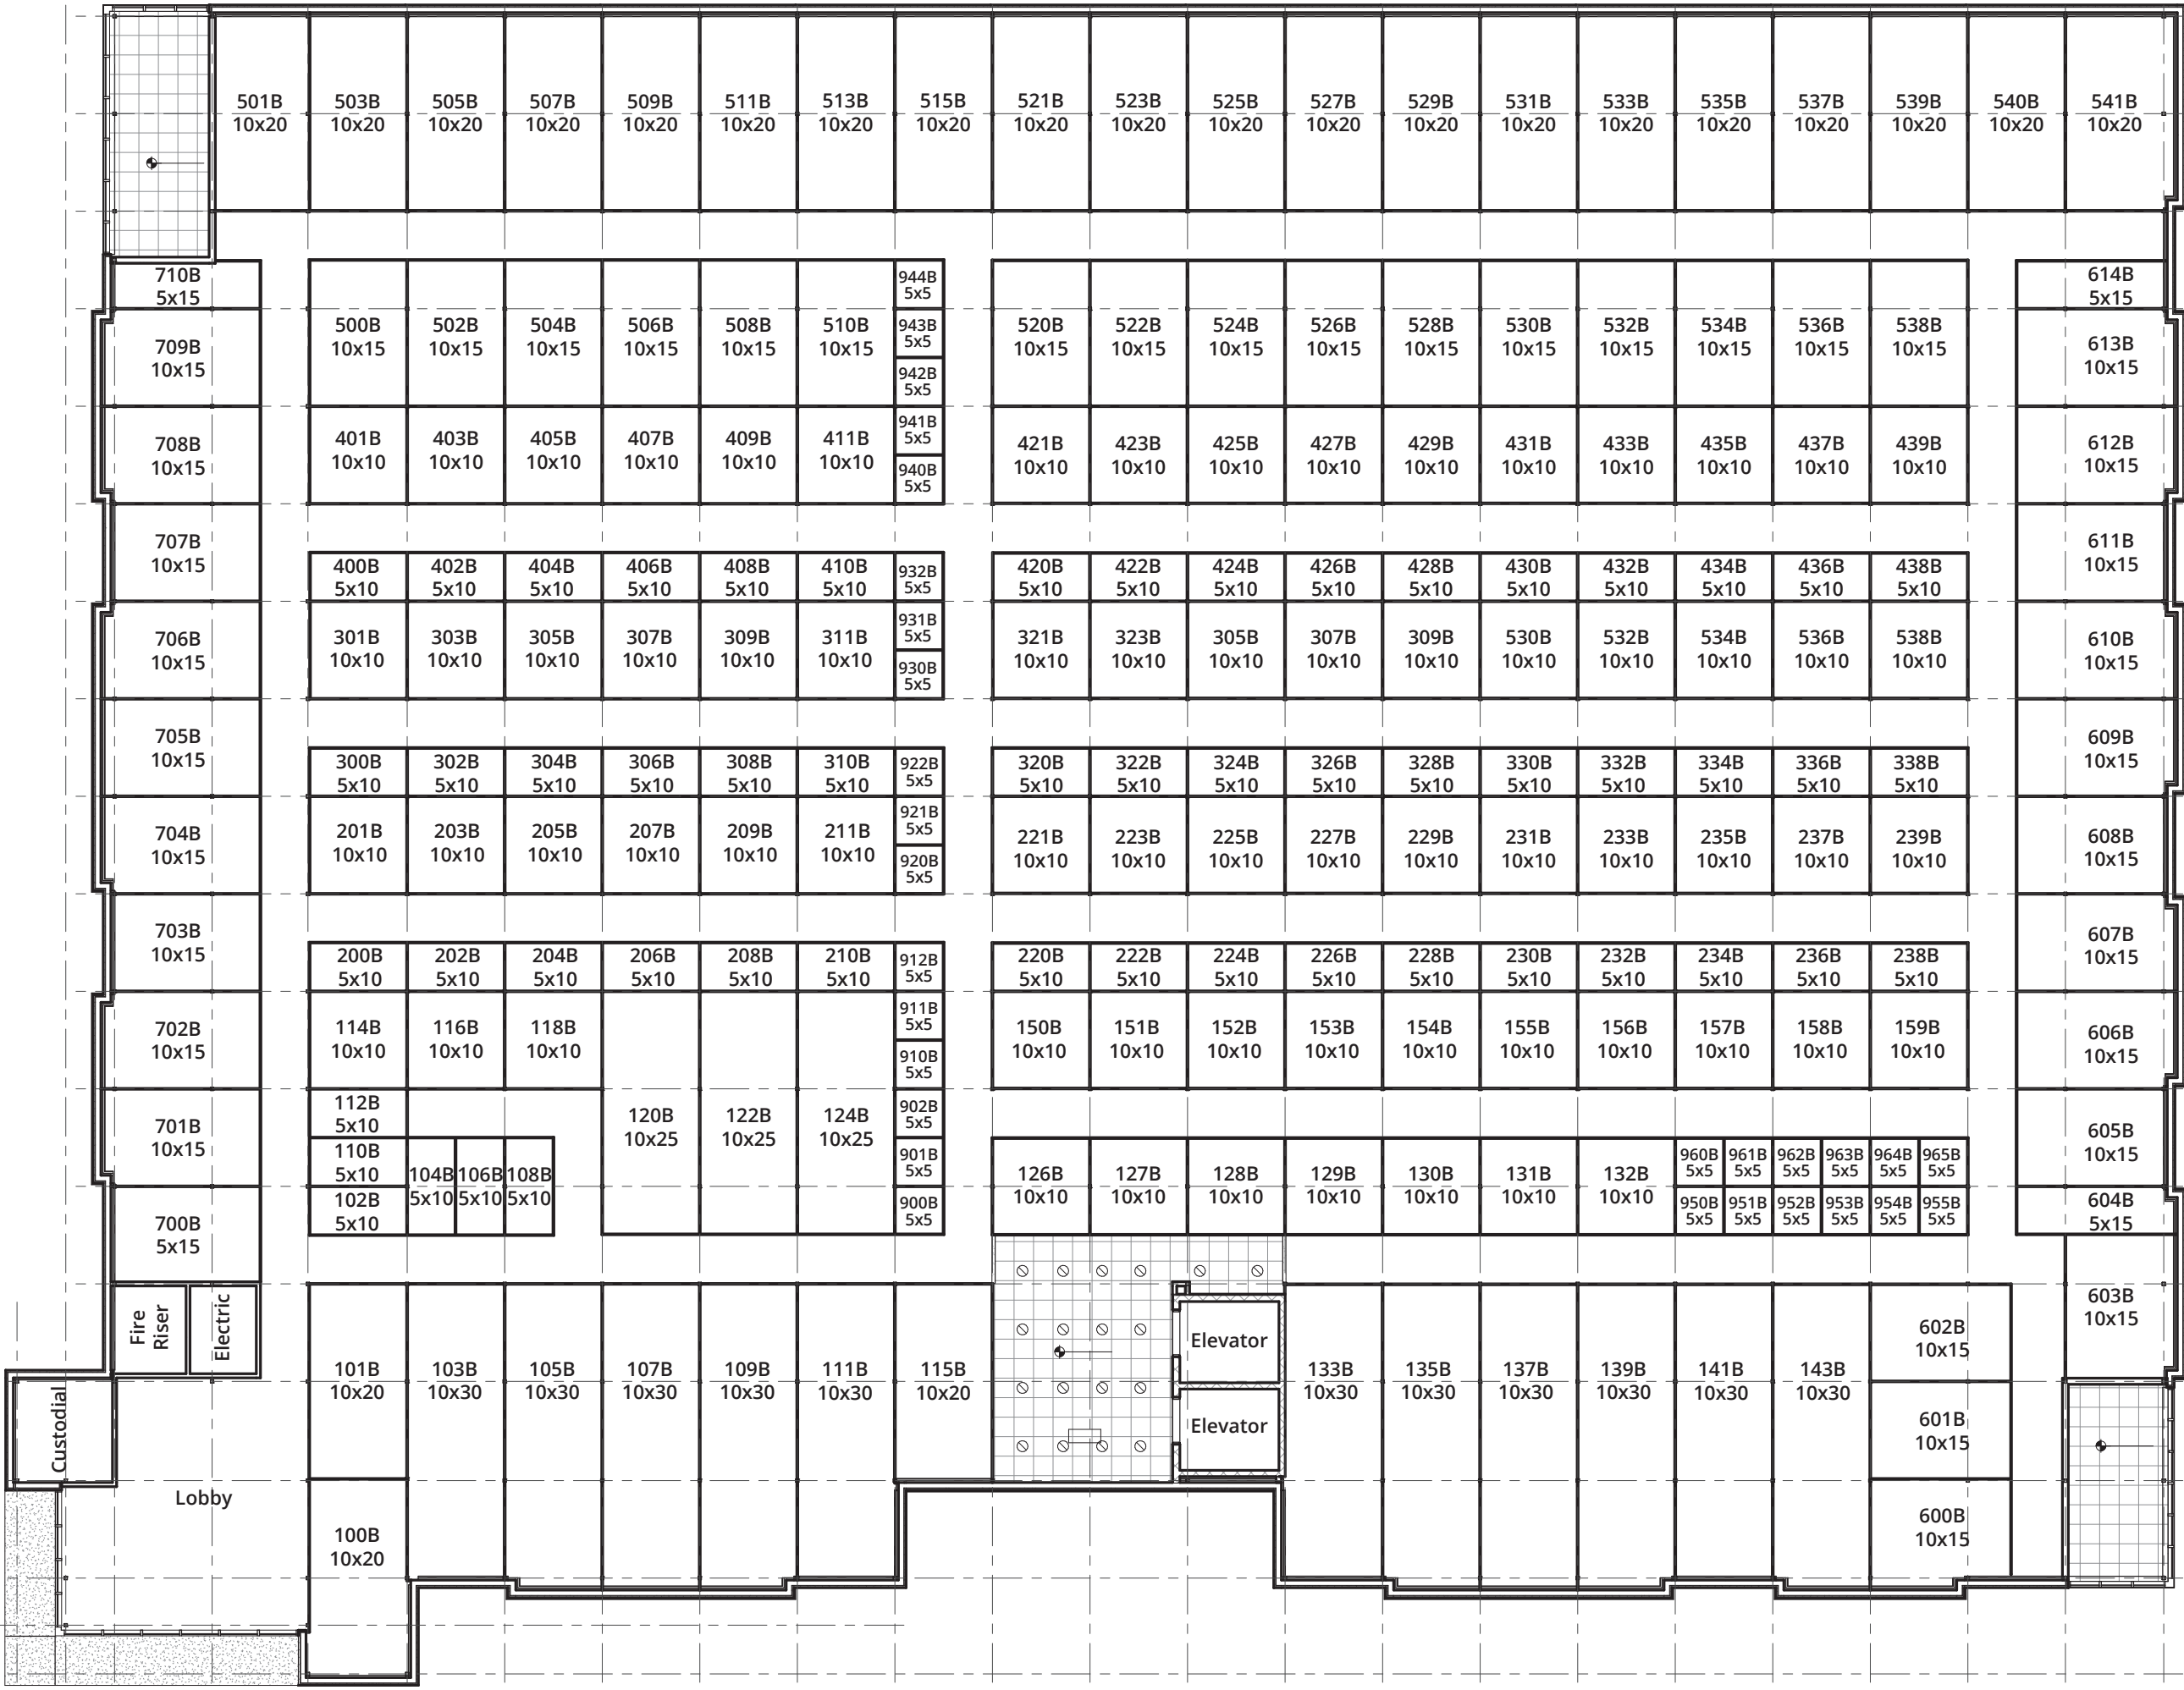 501B 503B 505B 507B 509B 511B 513B 515B 521B 523B 525B 527B 529B 531B 533B 535B 537B 539B 540B 541B
10x20 10x20 10x20 10x20 10x20 10x20 10x20 10x20 10x20 10x20 10x20 10x20 10x20 10x20 10x20 10x20 10x20 10x20 10x20 10x20
710B 944B 614B
5x15 5x5 5x15
500B 502B 504B 506B 508B 510B 943B 520B 522B 524B 526B 528B 530B 532B 534B 536B 538B
10x15 10x15 10x15 10x15 10x15 10x15 5x5 10x15 10x15 10x15 10x15 10x15 10x15 10x15 10x15 10x15 10x15
709B 613B
10x15 10x15
942B
5x5
401B 403B 405B 407B 409B 411B 941B 421B 423B 425B 427B 429B 431B 433B 435B 437B 439B
10x10 10x10 10x10 10x10 10x10 10x10 5x5 10x10 10x10 10x10 10x10 10x10 10x10 10x10 10x10 10x10 10x10
708B 612B
10x15 10x15
940B
5x5
707B 611B
10x15 10x15
400B 402B 404B 406B 408B 410B 932B 420B 422B 424B 426B 428B 430B 432B 434B 436B 438B
5x10 5x10 5x10 5x10 5x10 5x10 5x5 5x10 5x10 5x10 5x10 5x10 5x10 5x10 5x10 5x10 5x10
931B
5x5
706B 301B 303B 305B 307B 309B 311B 321B 323B 305B 307B 309B 530B 532B 534B 536B 538B 610B
10x15 10x10 10x10 10x10 10x10 10x10 10x10 10x10 10x10 10x10 10x10 10x10 10x10 10x10 10x10 10x10 10x10 10x15
930B
5x5
705B 609B
10x15 10x15
300B 302B 304B 306B 308B 310B 922B 320B 322B 324B 326B 328B 330B 332B 334B 336B 338B
5x10 5x10 5x10 5x10 5x10 5x10 5x5 5x10 5x10 5x10 5x10 5x10 5x10 5x10 5x10 5x10 5x10
921B
5x5
704B 201B 203B 205B 207B 209B 211B 221B 223B 225B 227B 229B 231B 233B 235B 237B 239B 608B
10x15 10x10 10x10 10x10 10x10 10x10 10x10 10x10 10x10 10x10 10x10 10x10 10x10 10x10 10x10 10x10 10x10 10x15
920B
5x5
703B 607B
10x15 10x15
200B 202B 204B 206B 208B 210B 912B 220B 222B 224B 226B 228B 230B 232B 234B 236B 238B
5x10 5x10 5x10 5x10 5x10 5x10 5x5 5x10 5x10 5x10 5x10 5x10 5x10 5x10 5x10 5x10 5x10
911B
5x5
702B 114B 116B 118B 150B 151B 152B 153B 154B 155B 156B 157B 158B 159B 606B
10x15 10x10 10x10 10x10 10x10 10x10 10x10 10x10 10x10 10x10 10x10 10x10 10x10 10x10 10x15
910B
5x5
701B 112B 120B 122B 124B 902B 605B
10x15 5x10 10x25 10x25 10x25 5x5 10x15
110B 901B 960B 961B 962B 963B 964B 965B
5x10 5x5 5x5 5x5 5x5 5x5 5x5 5x5
104B 106B 108B 126B 127B 128B 129B 130B 131B 132B
5x10 5x10 5x10 10x10 10x10 10x10 10x10 10x10 10x10 10x10
102B 900B 950B 951B 952B 953B 954B 955B 604B
5x10 5x5 5x5 5x5 5x5 5x5 5x5 5x5 5x15
700B
5x15
603B
10x15
Fire
Riser
Electric
Elevator
602B
10x15
101B 103B 105B 107B 109B 111B 115B 133B 135B 137B 139B 141B 143B
10x20 10x30 10x30 10x30 10x30 10x30 10x20 10x30 10x30 10x30 10x30 10x30 10x30
Custodial
Elevator
601B
10x15
Lobby
600B
10x15
100B
10x20